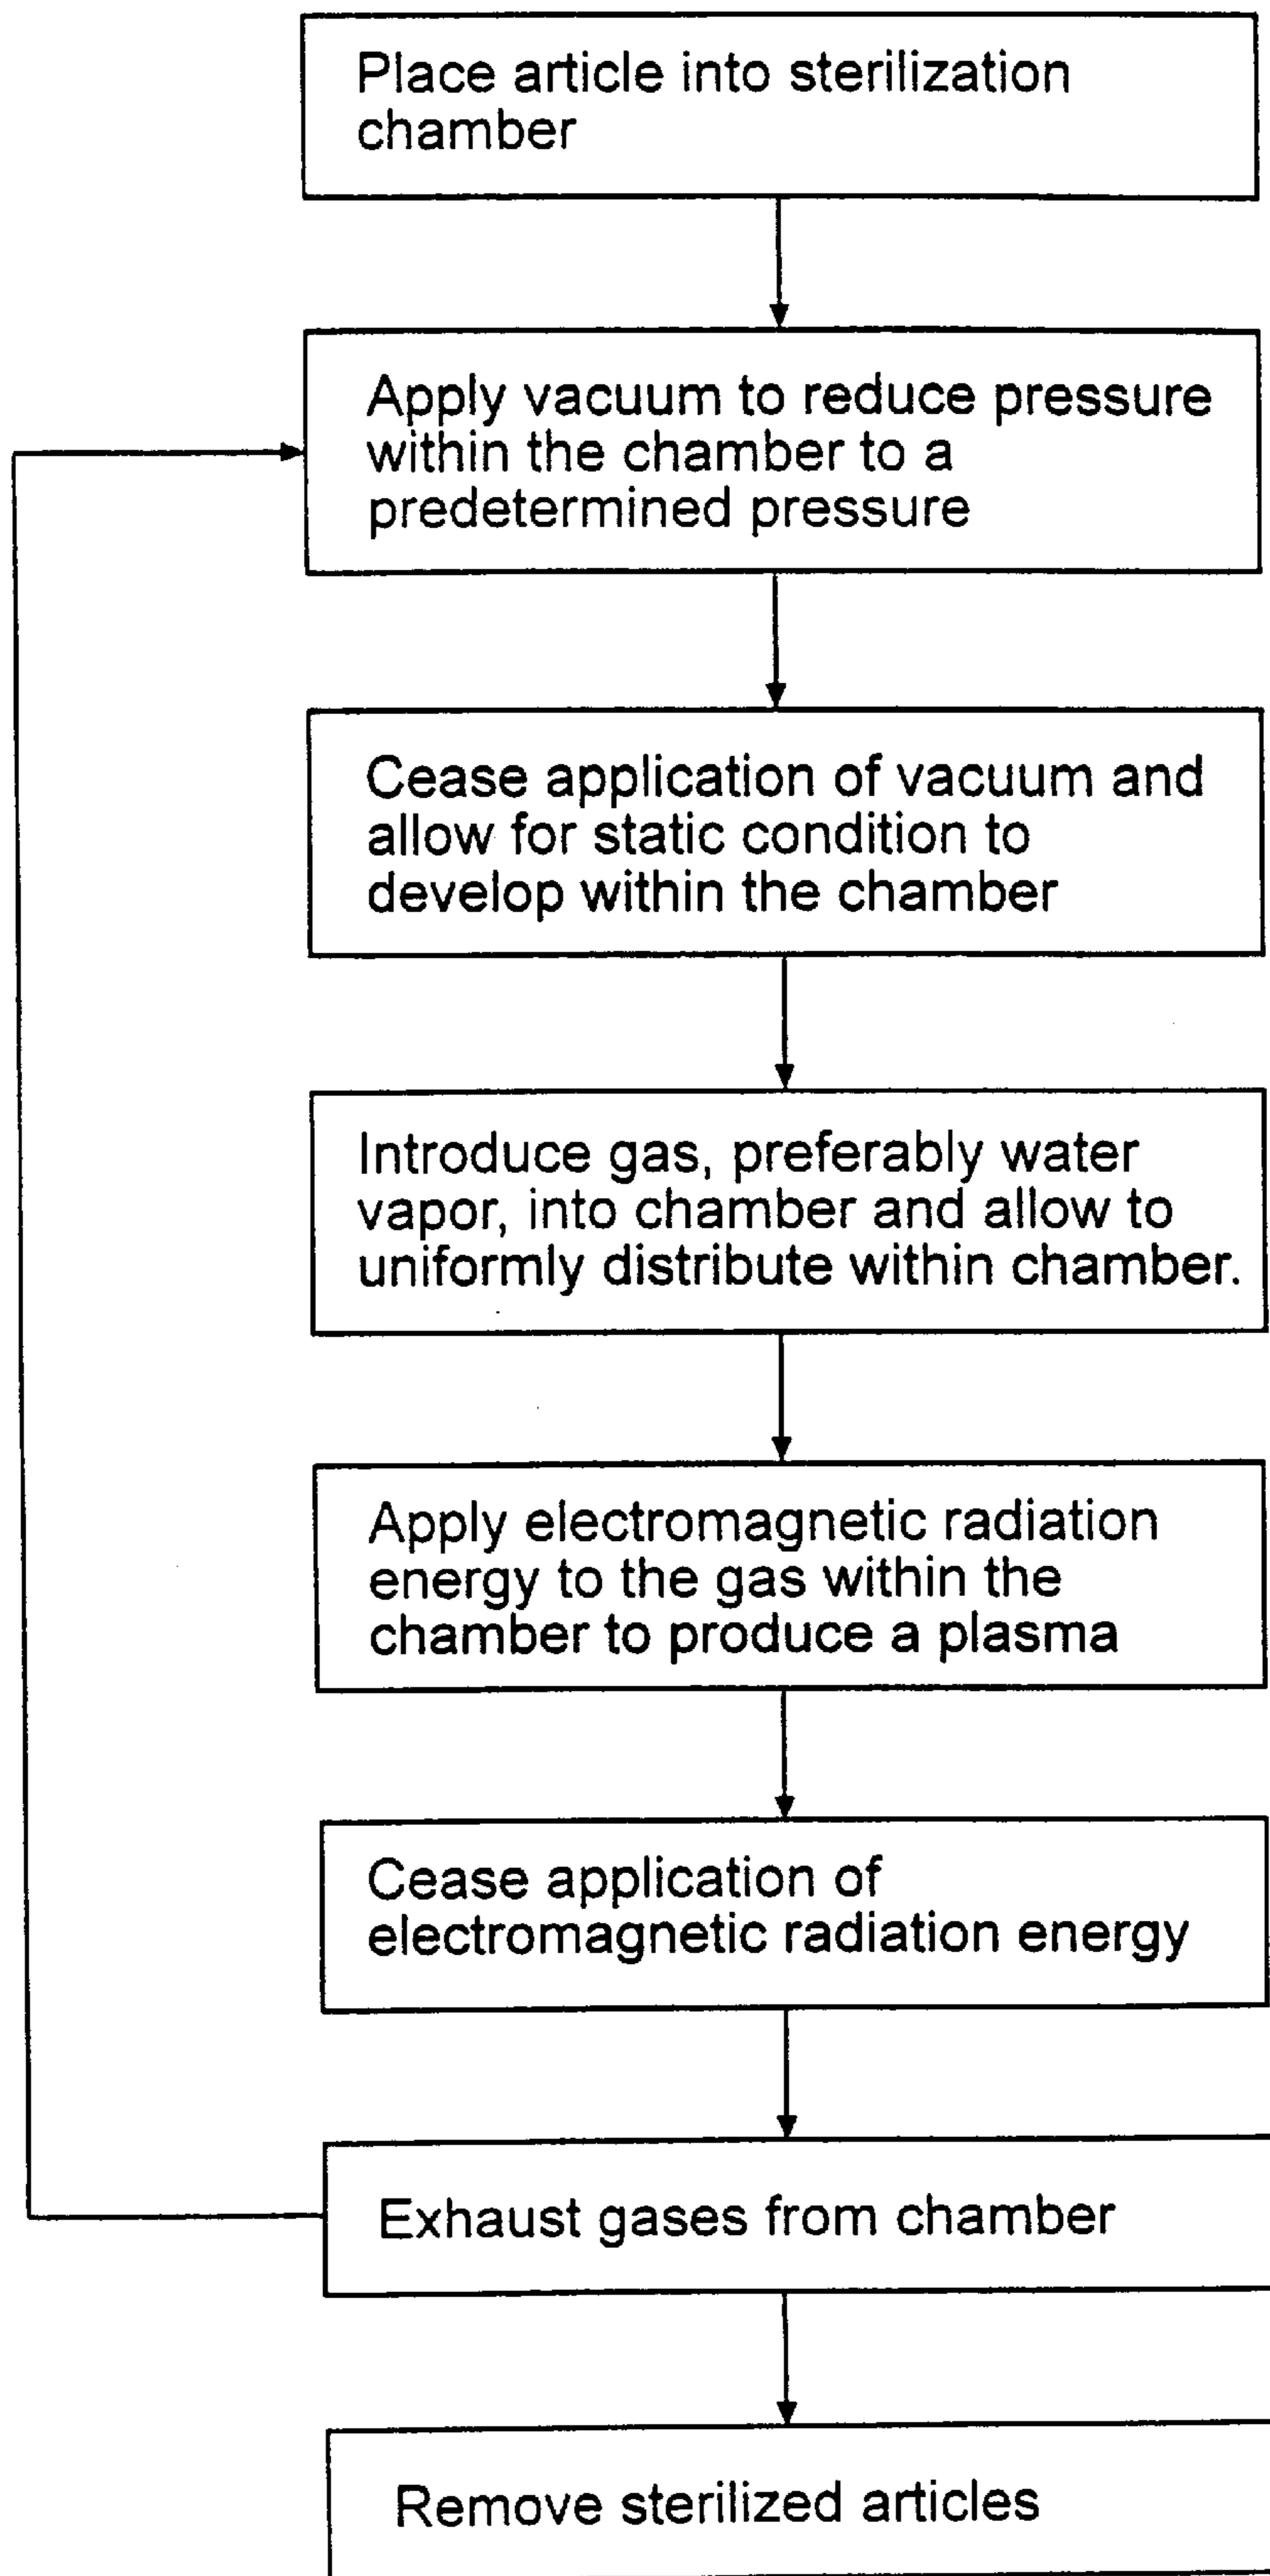 Place article into sterilization
chamber
Apply vacuum to reduce pressure
within the chamber to a
predetermined pressure
Cease application of vacuum and
allow for static condition to
develop within the chamber
Introduce gas, preferably water
vapor, into chamber and allow to
uniformly distribute within chamber.
Apply electromagnetic radiation
energy to the gas within the
chamber to produce a plasma
Cease application of
electromagnetic radiation energy
Exhaust gases from chamber
Remove sterilized articles